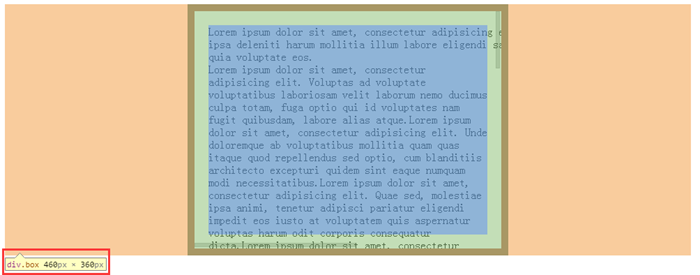 Lorem ipsum dolor sit amet, consectetur adipisicing e
ipsa deleniti harum mollitia illum labore eligendi sa
quia voluptate eos.
Lorem ipsum dolor sit amet, consectetur
adipisicing elit. Voluptas ad voluptate
voluptatibus laboriosam velit laborum nemo ducimus
culpa totam, fuga optio qui id voluptates nam
fugit quibusdam, labore alias atque.Lorem ipsum
dolor sit amet, consectetur adipisicing elit. Unde
doloremque ab voluptatibus mollitia quam quas
itaque quod repellendus sed optio, cum blanditiis
architecto excepturi quidem sint eaque numquam
modi necessitatibus.Lorem ipsum dolor sit amet,
consectetur adipisicing elit. Quae sed, molestiae
ipsa animi, tenetur adipisci pariatur eligendi
impedit eos iusto at voluptatem quis aspernatur
voluptas harum odit corporis consequatur
dicta.Lorem ipsum dolor sit amet, consectetur
div.box 460px × 360px